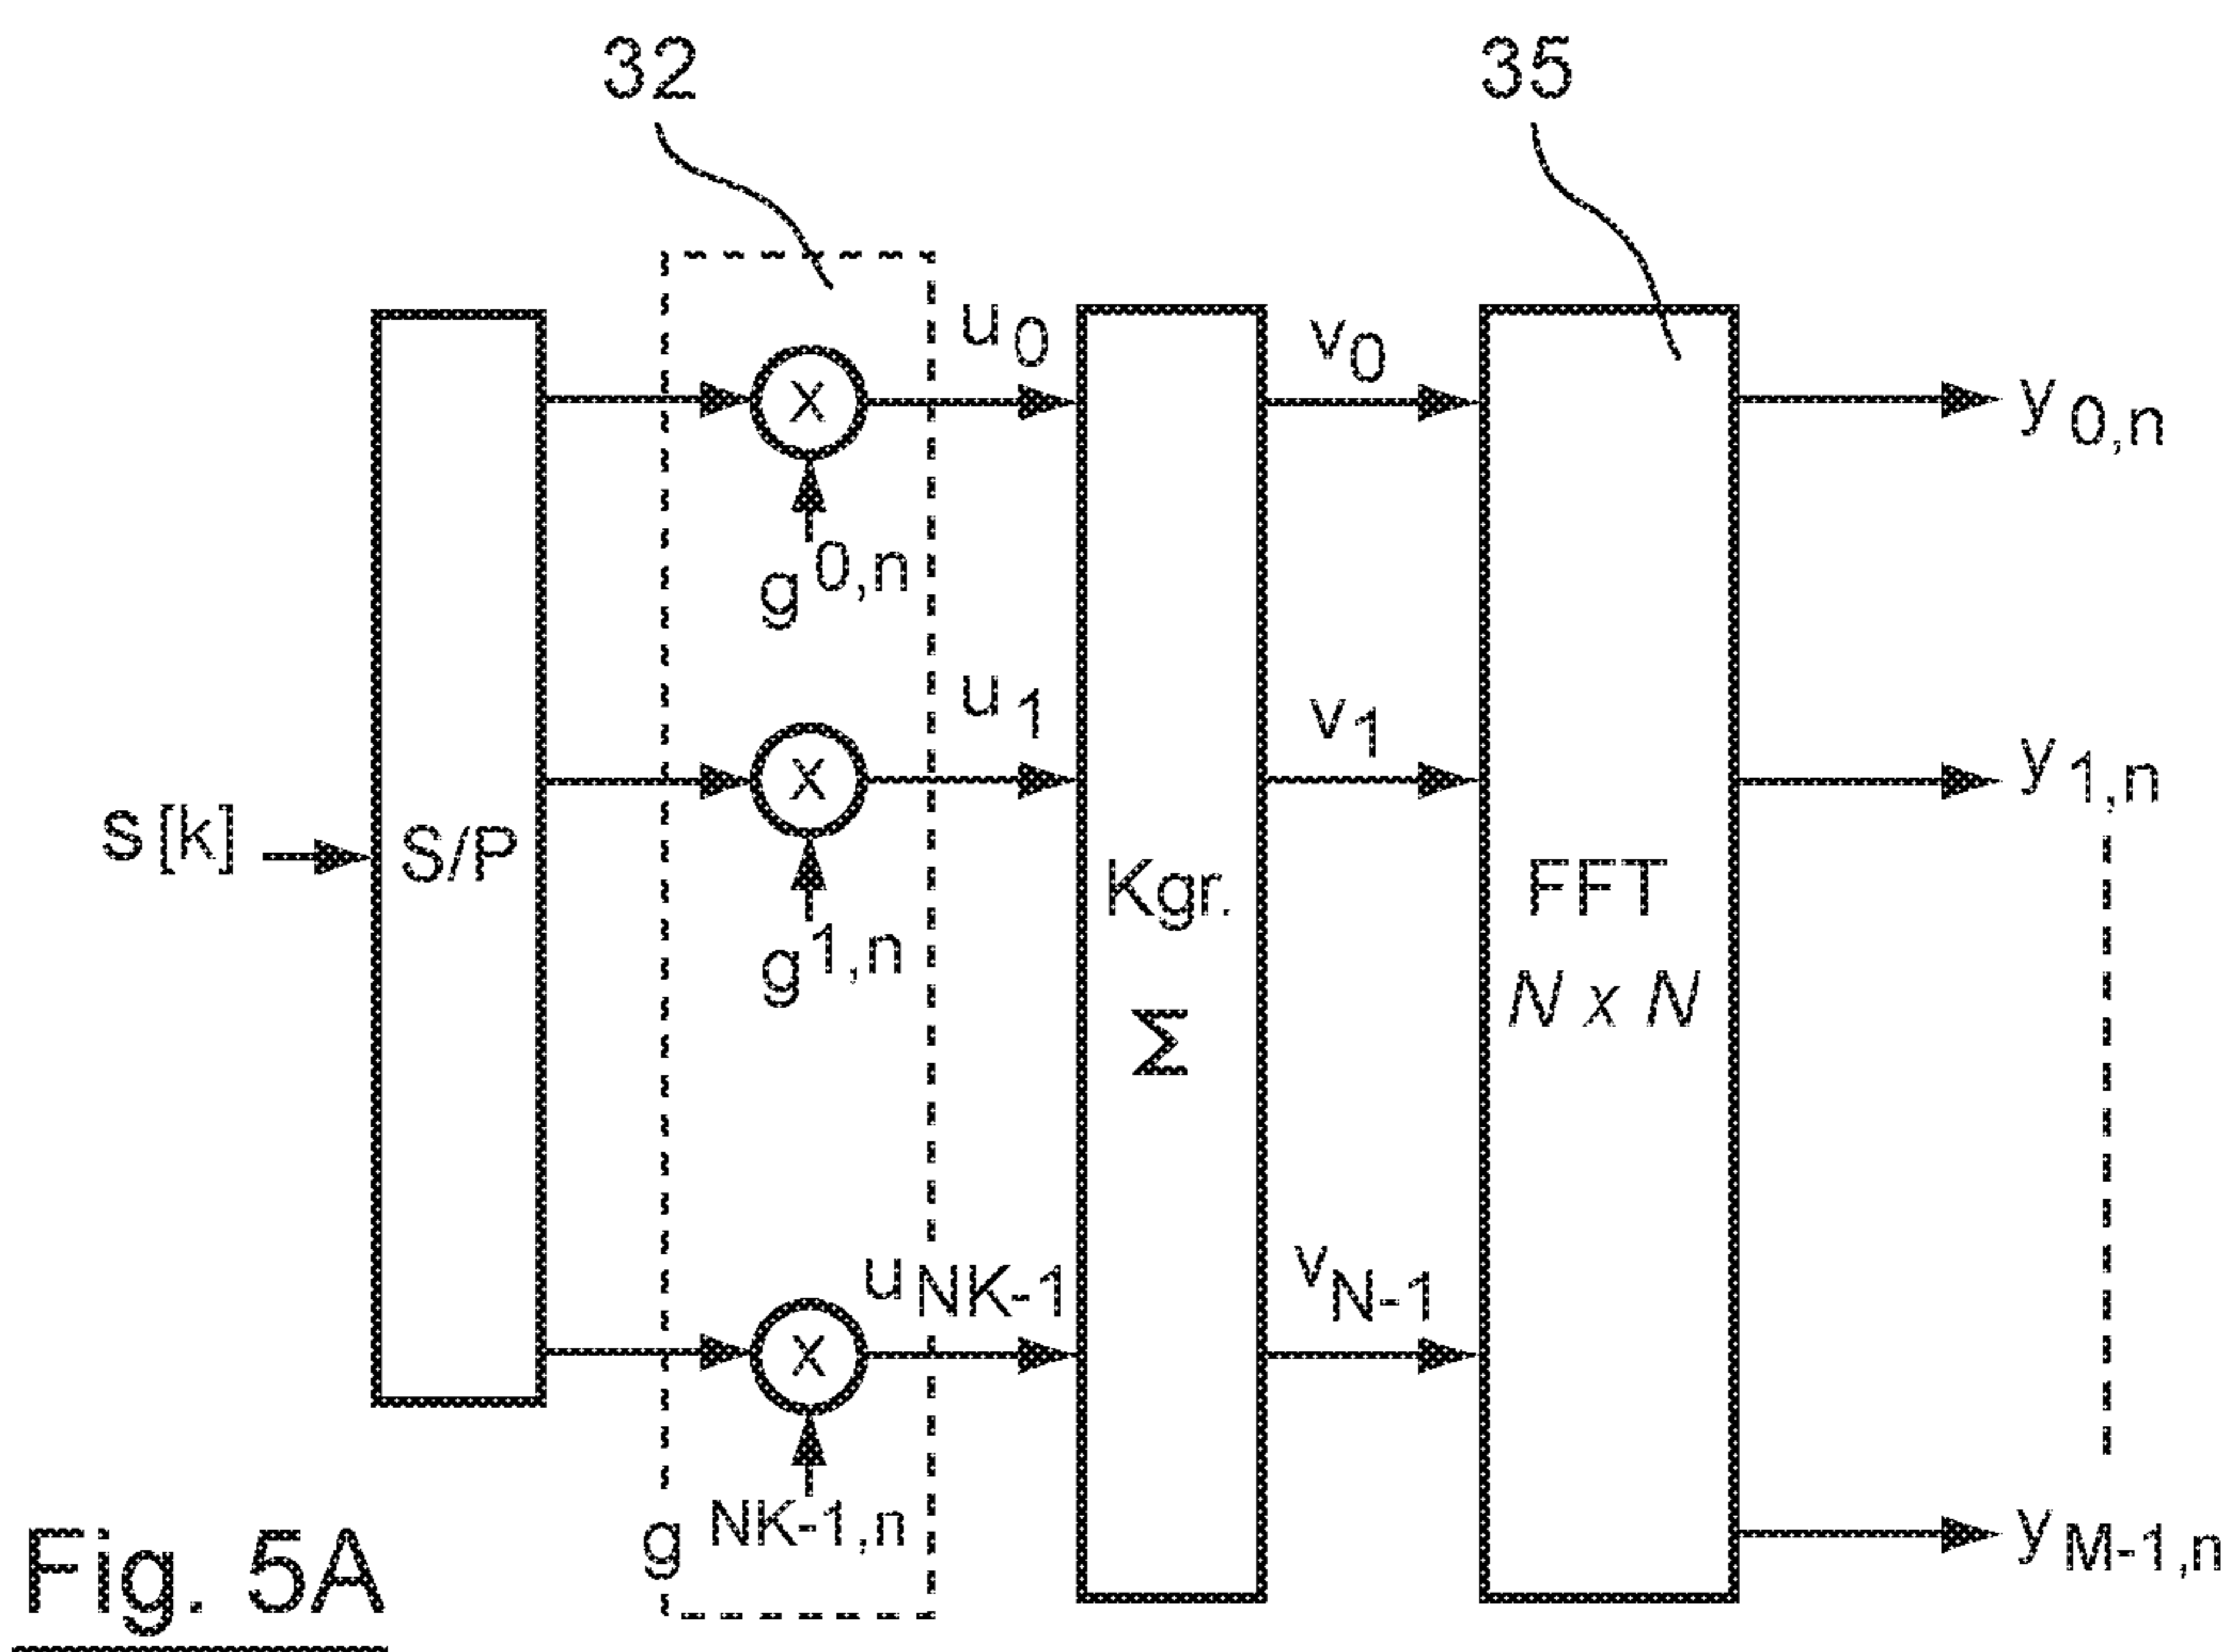 32
35
u0
v0
x
y0,n
g0,n
u1
v1
x
y1,n
s[k]
S/P
Kgr.
Σ
FFT
N x N
g1,n
uNK-1
vN-1
x
gNK-1,n
yM-1,n
Fig. 5A